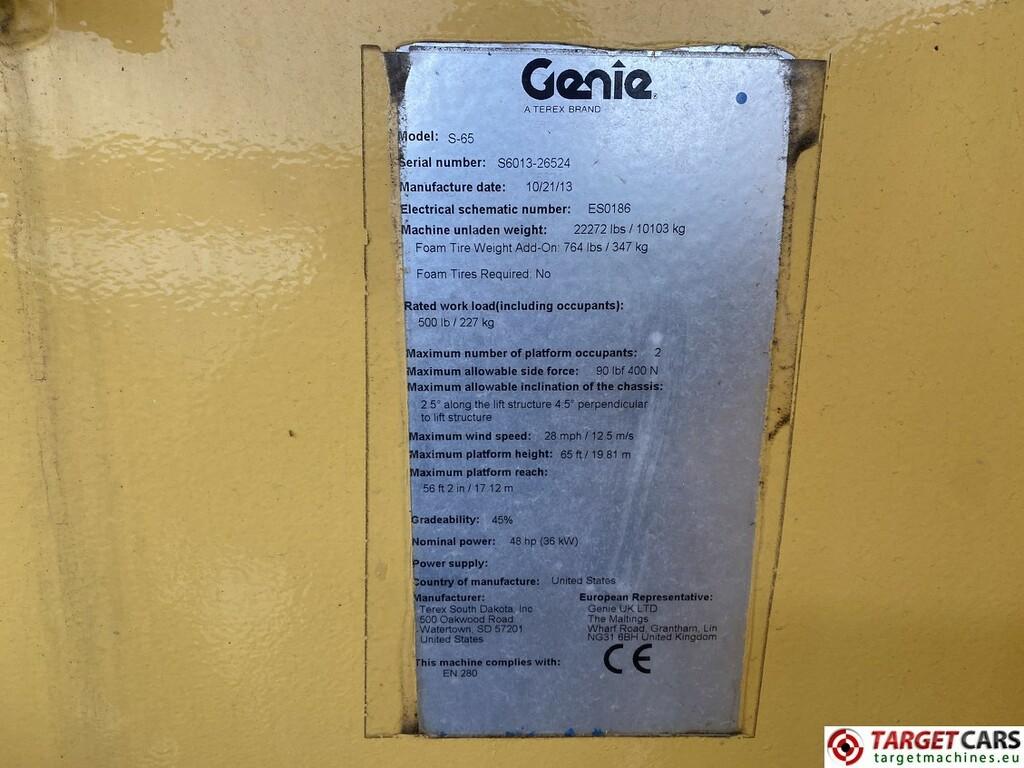 Genie
A TEREX BRAND
Model: S-65
Serial number: S6013-26524
Manufacture date: 10/21/13
Electrical schematic number: ES0186
Machine unladen weight: 22272 lbs / 10103 kg
Foam Tire Weight Add-On: 764 lbs / 347 kg
Foam Tires Required: No
Rated work load(including occupants):
500 lb / 227 kg
Maximum number of platform occupants: 2
Maximum allowable side force: 90 lbf 400 N
Maximum allowable inclination of the chassis:
2.5° along the lift structure 4.5° perpendicular
to lift structure
Maximum wind speed: 28 mph / 12.5 m/s
Maximum platform height: 65 ft / 19.81 m
Maximum platform reach:
56 ft 2 in / 17.12 m
Gradeability: 45%
Nominal power: 48 hp (36 kW)
Power supply:
Country of manufacture: United States
Manufacturer:
Terex South Dakota, Inc
500 Oakwood Road
Watertown, SD 57201
United States
European Representative:
Genie UK LTD
The Maltings
Wharf Road, Grantham, Lin
NG31 6BH United Kingdom
This machine complies with:
EN 280
CE
TARGET CARS
targetmachines.eu